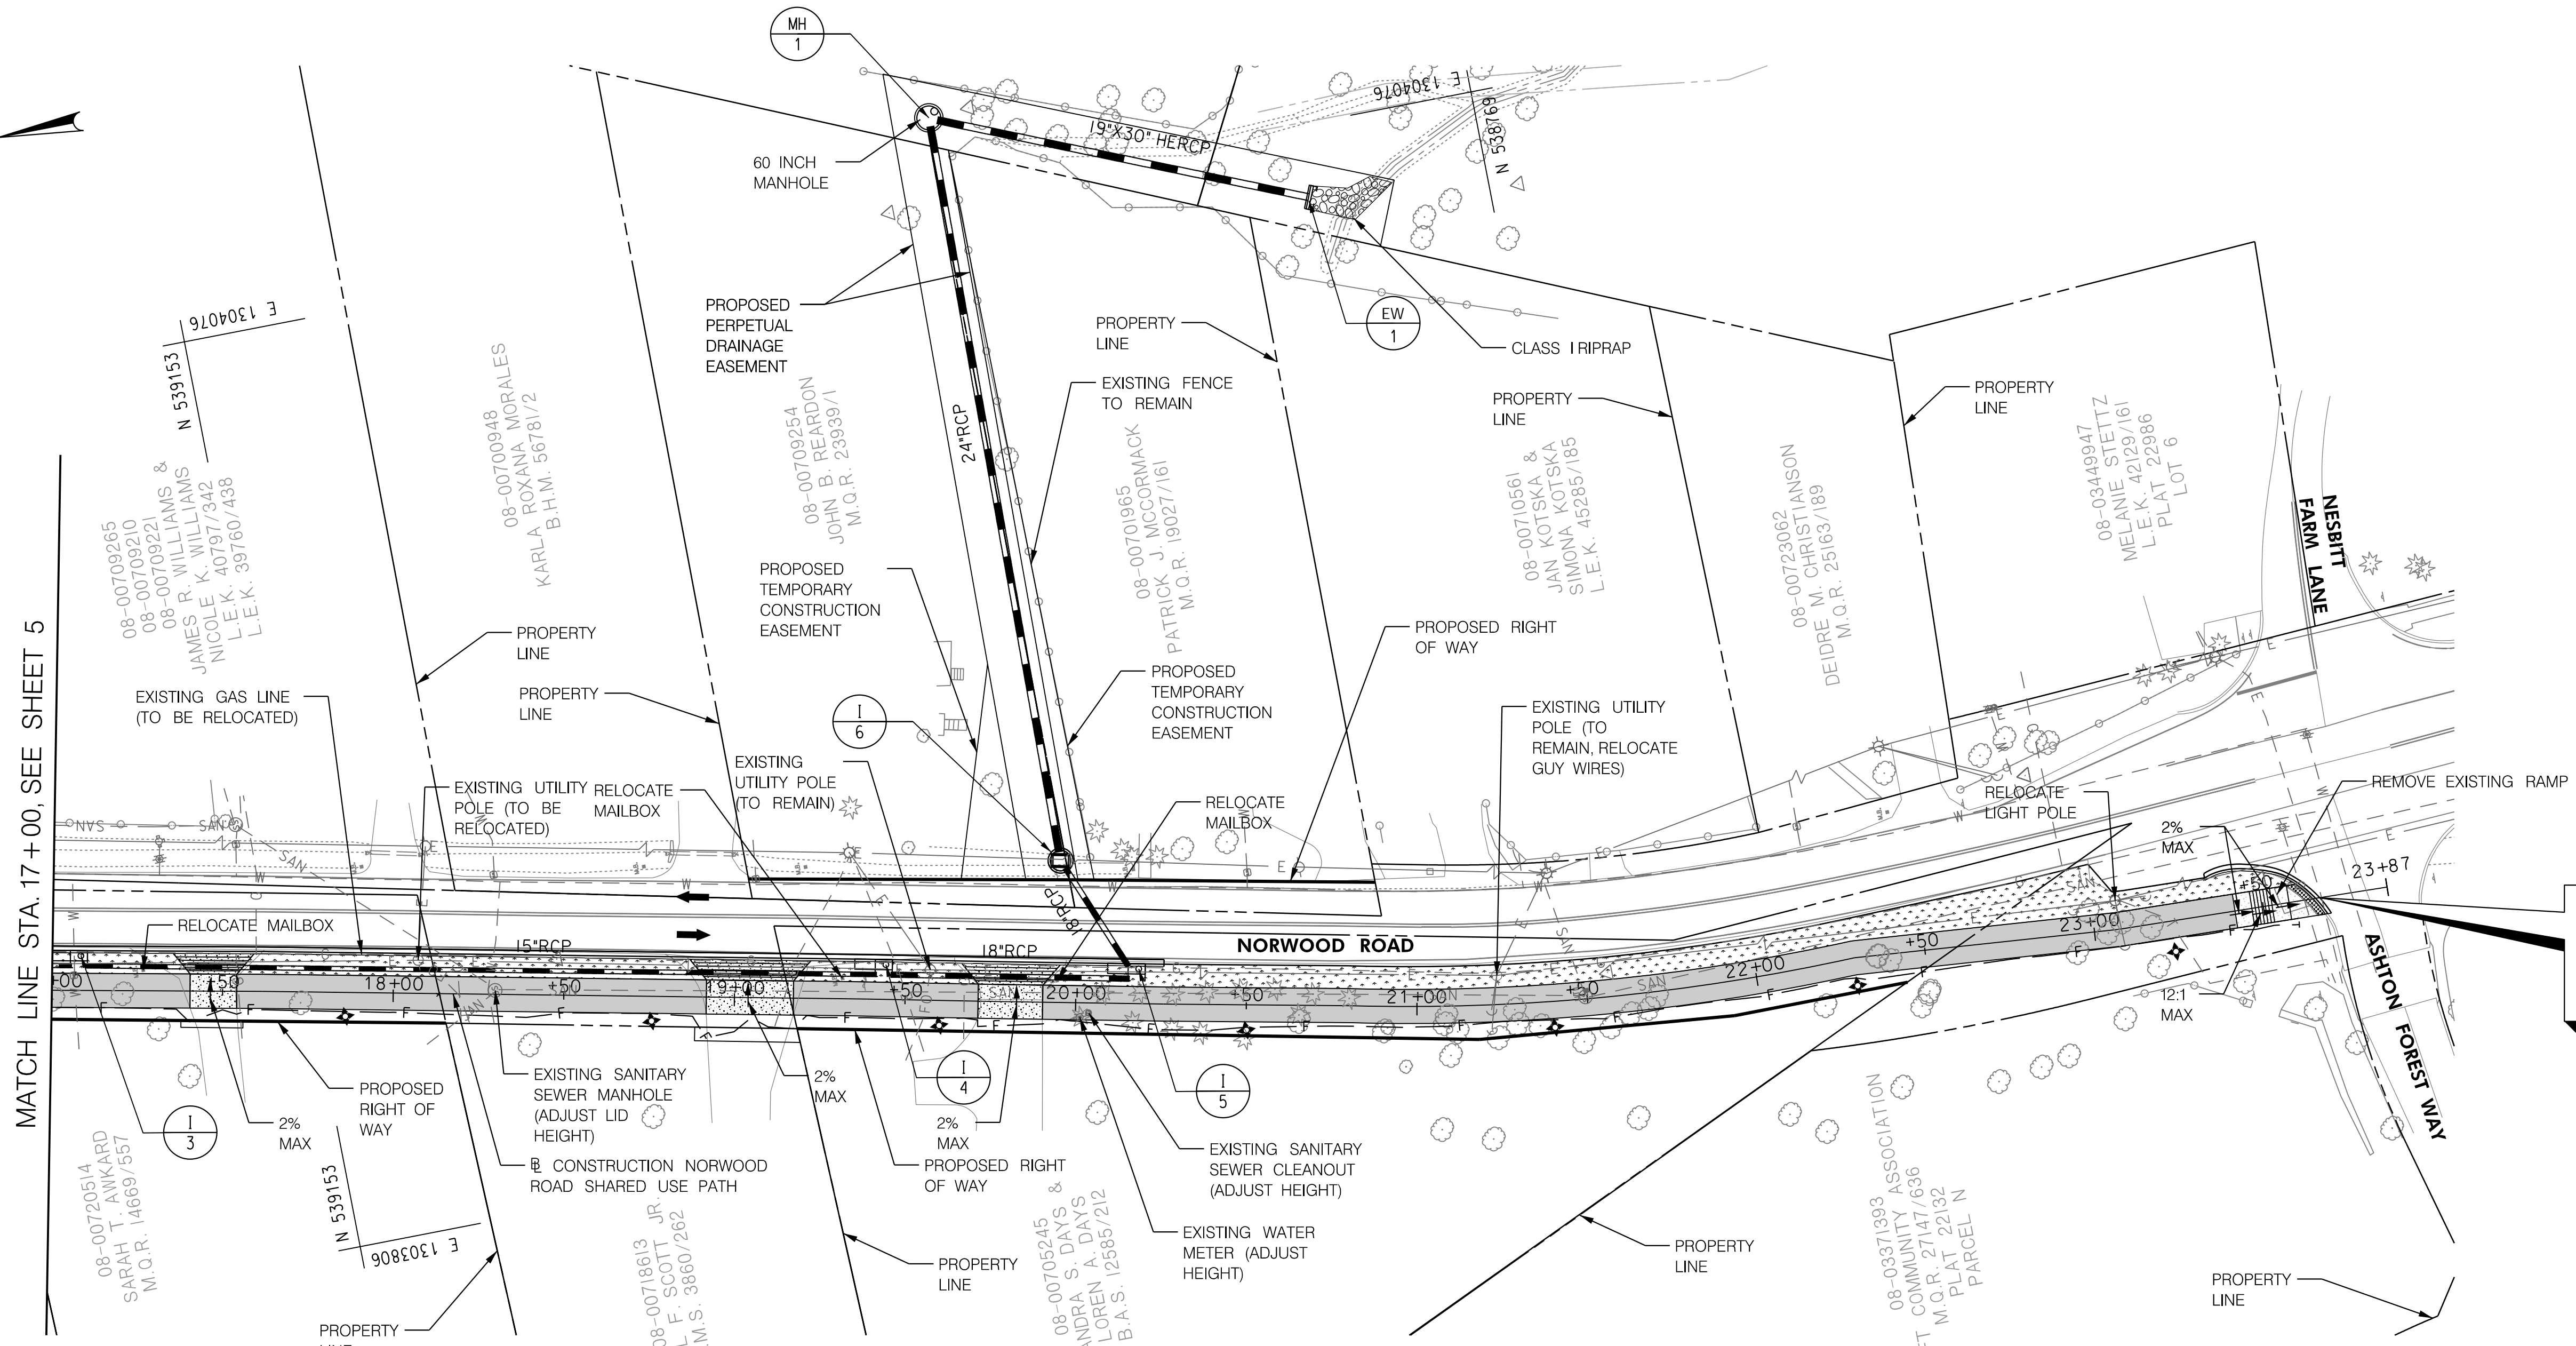 MH
1
60 INCH
MANHOLE
19"X30" HERCP
E 1304076
N 538769
PROPOSED
PERPETUAL
DRAINAGE
EASEMENT
24"RCP
PROPERTY
LINE
EXISTING FENCE
TO REMAIN
EW
1
CLASS I RIPRAP
PROPERTY
LINE
PROPERTY
LINE
E 1304076
N 539153
08-00709265
08-00709210
08-00709221
JAMES R. WILLIAMS &
NICOLE K. WILLIAMS
L.E.K. 40797/342
L.E.K. 39760/438
08-00700948
KARLA ROXANA MORALES
B.H.M. 56781/2
08-00709254
JOHN B. REARDON
M.Q.R. 23939/1
08-00701965
PATRICK J. MCCORMACK
M.Q.R. 19027/161
08-00710561
JAN KOTSKA &
SIMONA KOTSKA
L.E.K. 45285/185
08-00723062
DEIDRE M. CHRISTIANSON
M.Q.R. 25163/189
08-03449947
MELANIE STETTTZ
L.E.K. 42129/161
PLAT 22986
LOT 6
NESBITT
FARM LANE
MATCH LINE STA. 17+00, SEE SHEET 5
PROPERTY
LINE
PROPERTY
LINE
EXISTING GAS LINE
(TO BE RELOCATED)
PROPOSED
TEMPORARY
CONSTRUCTION
EASEMENT
I
6
PROPOSED
TEMPORARY
CONSTRUCTION
EASEMENT
PROPOSED RIGHT
OF WAY
EXISTING UTILITY
POLE (TO
REMAIN, RELOCATE
GUY WIRES)
EXISTING UTILITY
POLE (TO BE
RELOCATED)
RELOCATE
MAILBOX
EXISTING
UTILITY POLE
(TO REMAIN)
RELOCATE
MAILBOX
RELOCATE
LIGHT POLE
2%
MAX
REMOVE EXISTING RAMP
RELOCATE MAILBOX
15"RCP
18"RCP
18"RCP
NORWOOD ROAD
+00
+50
18+00
+50
19+00
+50
20+00
+50
21+00
+50
22+00
+50
23+00
+50
23+87
12:1
MAX
ASHTON FOREST WAY
I
3
2%
MAX
PROPOSED
RIGHT OF
WAY
EXISTING SANITARY
SEWER MANHOLE
(ADJUST LID
HEIGHT)
BL CONSTRUCTION NORWOOD
ROAD SHARED USE PATH
2%
MAX
I
4
2%
MAX
PROPOSED RIGHT
OF WAY
I
5
EXISTING SANITARY
SEWER CLEANOUT
(ADJUST HEIGHT)
EXISTING WATER
METER (ADJUST
HEIGHT)
PROPERTY
LINE
PROPERTY
LINE
PROPERTY
LINE
PROPERTY
08-00720514
SARAH T. AWKARD
M.Q.R. 14669/557
N 539153
E 1303806
08-00718613
L F. SCOTT JR.
M.S. 3860/262
08-00705245
ANDRA S. DAYS &
LOREN A. DAYS
B.A.S. 12585/212
08-03371393
FT COMMUNITY ASSOCIATION
M.Q.R. 27147/636
PLAT 22132
PARCEL N